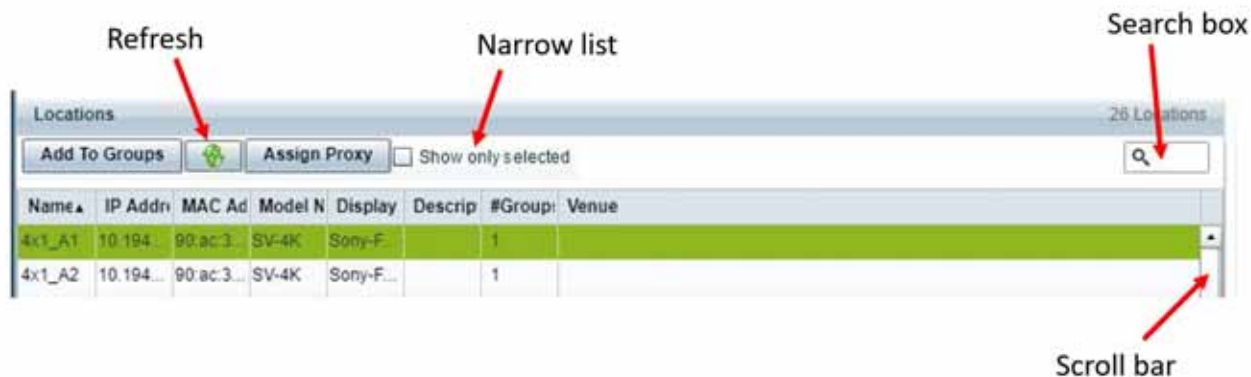 Search box
Refresh
Narrow list
Locations 26 Locations
Add To Groups Assign Proxy Show only selected
Name IP Addr MAC Ad Model N Display Descrip #Group Venue
4x1_A1 10.194... 90:ac:3... SV-4K Sony-F... 1
4x1_A2 10.194... 90:ac:3... SV-4K Sony-F... 1
Scroll bar